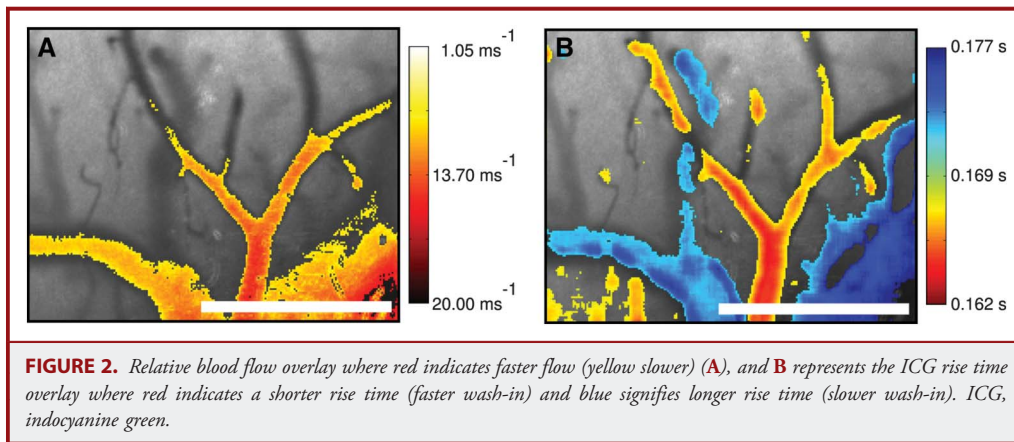 A
1.05 ms-1
13.70 ms-1
20.00 ms-1
B
0.177 s
0.169 s
0.162 s
FIGURE 2. Relative blood flow overlay where red indicates faster flow (yellow slower) (A), and B represents the ICG rise time
overlay where red indicates a shorter rise time (faster wash-in) and blue signifies longer rise time (slower wash-in). ICG,
indocyanine green.